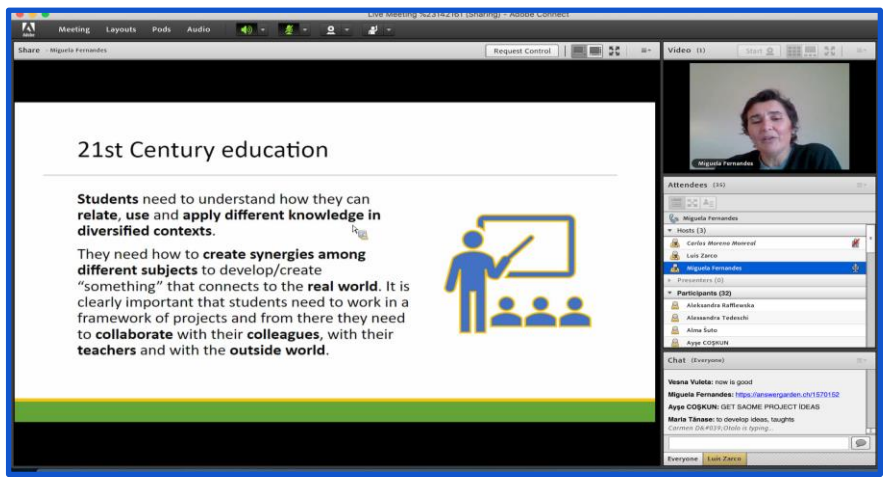 Live Meeting %23142161 (Sharing) - Adobe Connect
Adobe
Meeting Layouts Pods Audio
Share - Miguela Fernandes
Request Control
21st Century education
Students need to understand how they can
relate, use and apply different knowledge in
diversified contexts.
They need how to create synergies among
different subjects to develop/create
“something” that connects to the real world. It is
clearly important that students need to work in a
framework of projects and from there they need
to collaborate with their colleagues, with their
teachers and with the outside world.
Video (1)
Start
Miguela Fernandes
Attendees (35)
Miguela Fernandes
Hosts (3)
Carlos Moreno Monreal
Luis Zarco
Miguela Fernandes
Presenters (0)
Participants (32)
Aleksandra Rafflewska
Alessandra Tedeschi
Alma Šuto
Ayşe COŞKUN
Chat (Everyone)
Vesna Vuleta: now is good
Miguela Fernandes: https://answergarden.ch/1570152
Ayşe COŞKUN: GET SAOME PROJECT İDEAS
Maria Tănase: to develop ideas, taughts
Carmen D&#039;Otolo is typing...
Everyone Luis Zarco